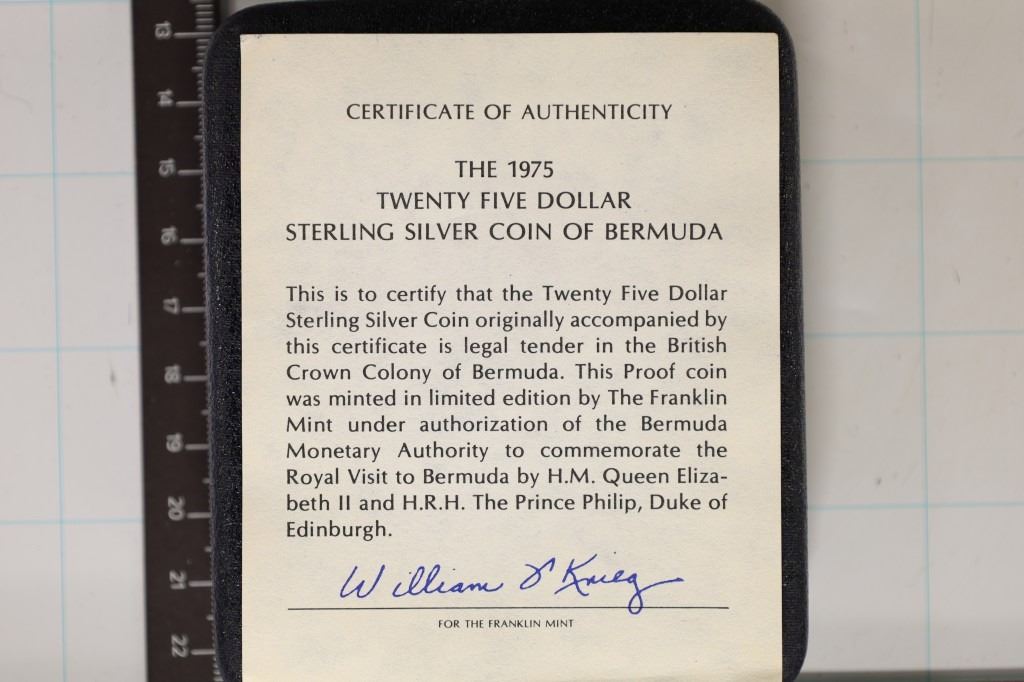 CERTIFICATE OF AUTHENTICITY
THE 1975
TWENTY FIVE DOLLAR
STERLING SILVER COIN OF BERMUDA
This is to certify that the Twenty Five Dollar
Sterling Silver Coin originally accompanied by
this certificate is legal tender in the British
Crown Colony of Bermuda. This Proof coin
was minted in limited edition by The Franklin
Mint under authorization of the Bermuda
Monetary Authority to commemorate the
Royal Visit to Bermuda by H.M. Queen Eliza-
beth II and H.R.H. The Prince Philip, Duke of
Edinburgh.
William Krieg
FOR THE FRANKLIN MINT
13
14
15
16
17
18
19
20
21
22